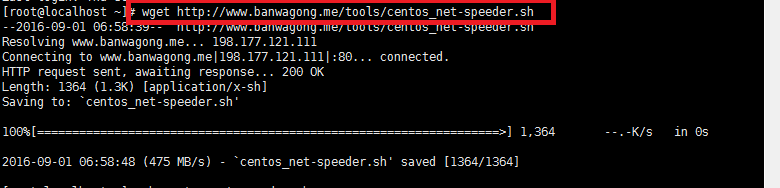 [root@localhost ~]# wget http://www.banwagong.me/tools/centos_net-speeder.sh
--2016-09-01 06:58:39-- http://www.banwagong.me/tools/centos_net-speeder.sh
Resolving www.banwagong.me... 198.177.121.111
Connecting to www.banwagong.me|198.177.121.111|:80... connected.
HTTP request sent, awaiting response... 200 OK
Length: 1364 (1.3K) [application/x-sh]
Saving to: `centos_net-speeder.sh'
100%[=================================================================>] 1,364 --.-K/s in 0s
2016-09-01 06:58:48 (475 MB/s) - `centos_net-speeder.sh' saved [1364/1364]